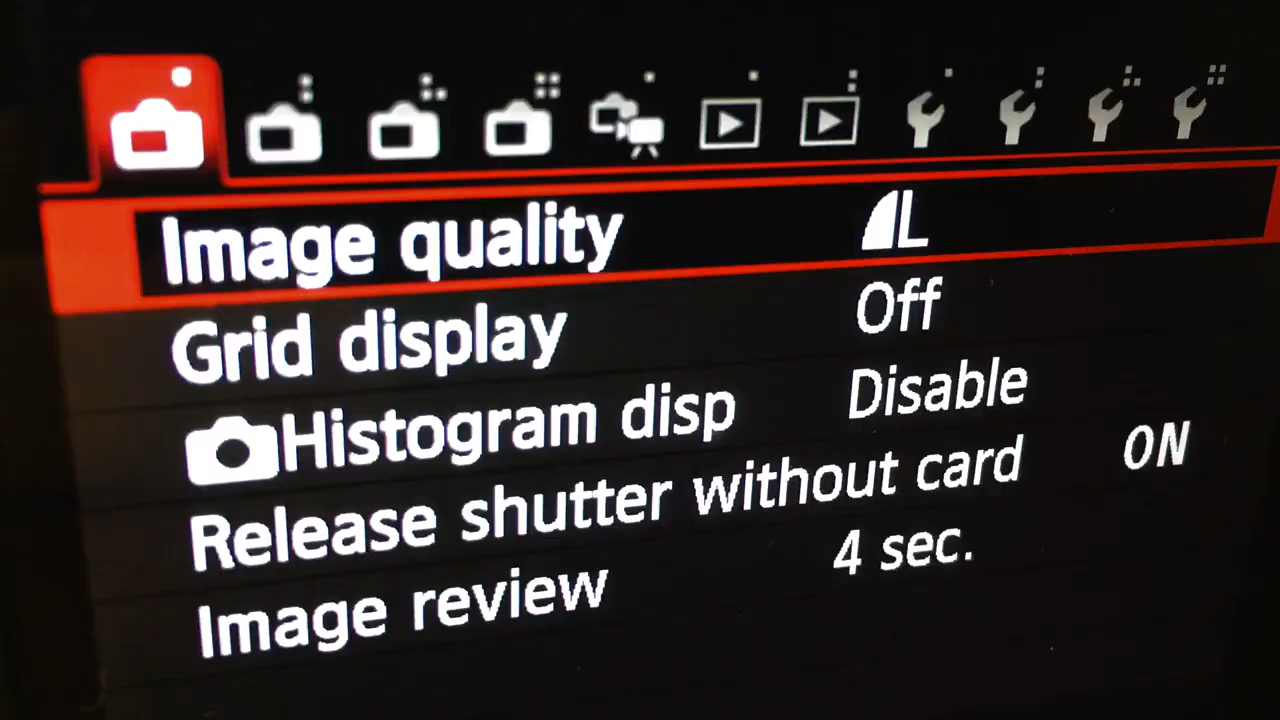 Image quality L
Grid display Off
Histogram disp Disable
Release shutter without card ON
Image review 4 sec.